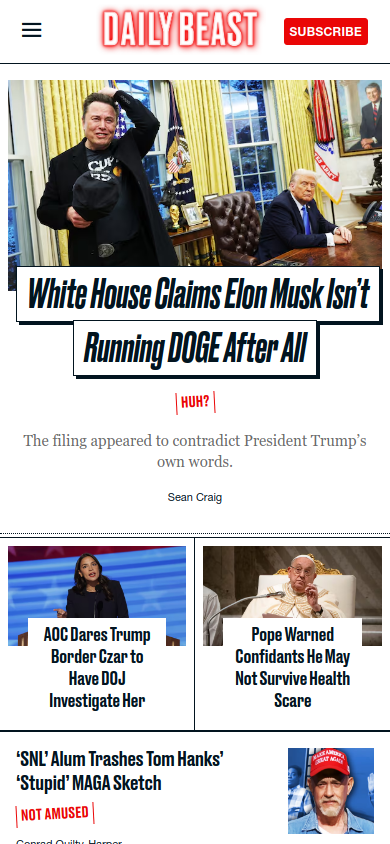 DAILY BEAST
SUBSCRIBE
White House Claims Elon Musk Isn't
Running DOGE After All
HUH?
The filing appeared to contradict President Trump's
own words.
Sean Craig
AOC Dares Trump
Border Czar to
Have DOJ
Investigate Her
Pope Warned
Confidants He May
Not Survive Health
Scare
‘SNL’ Alum Trashes Tom Hanks’
‘Stupid’ MAGA Sketch
NOT AMUSED